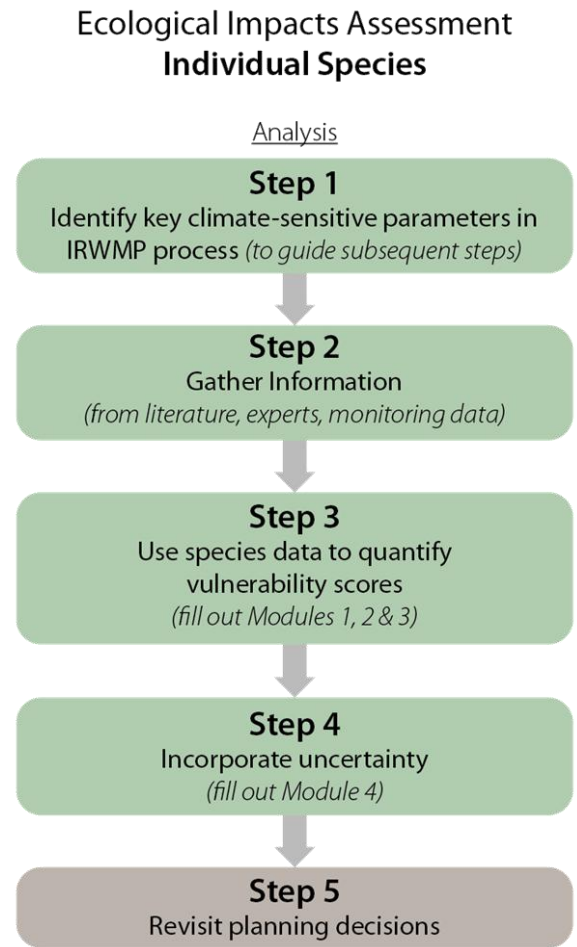 Ecological Impacts Assessment
Individual Species
Analysis
Step 1
Identify key climate-sensitive parameters in
IRWMP process (to guide subsequent steps)
Step 2
Gather Information
(from literature, experts, monitoring data)
Step 3
Use species data to quantify
vulnerability scores
(fill out Modules 1, 2 & 3)
Step 4
Incorporate uncertainty
(fill out Module 4)
Step 5
Revisit planning decisions